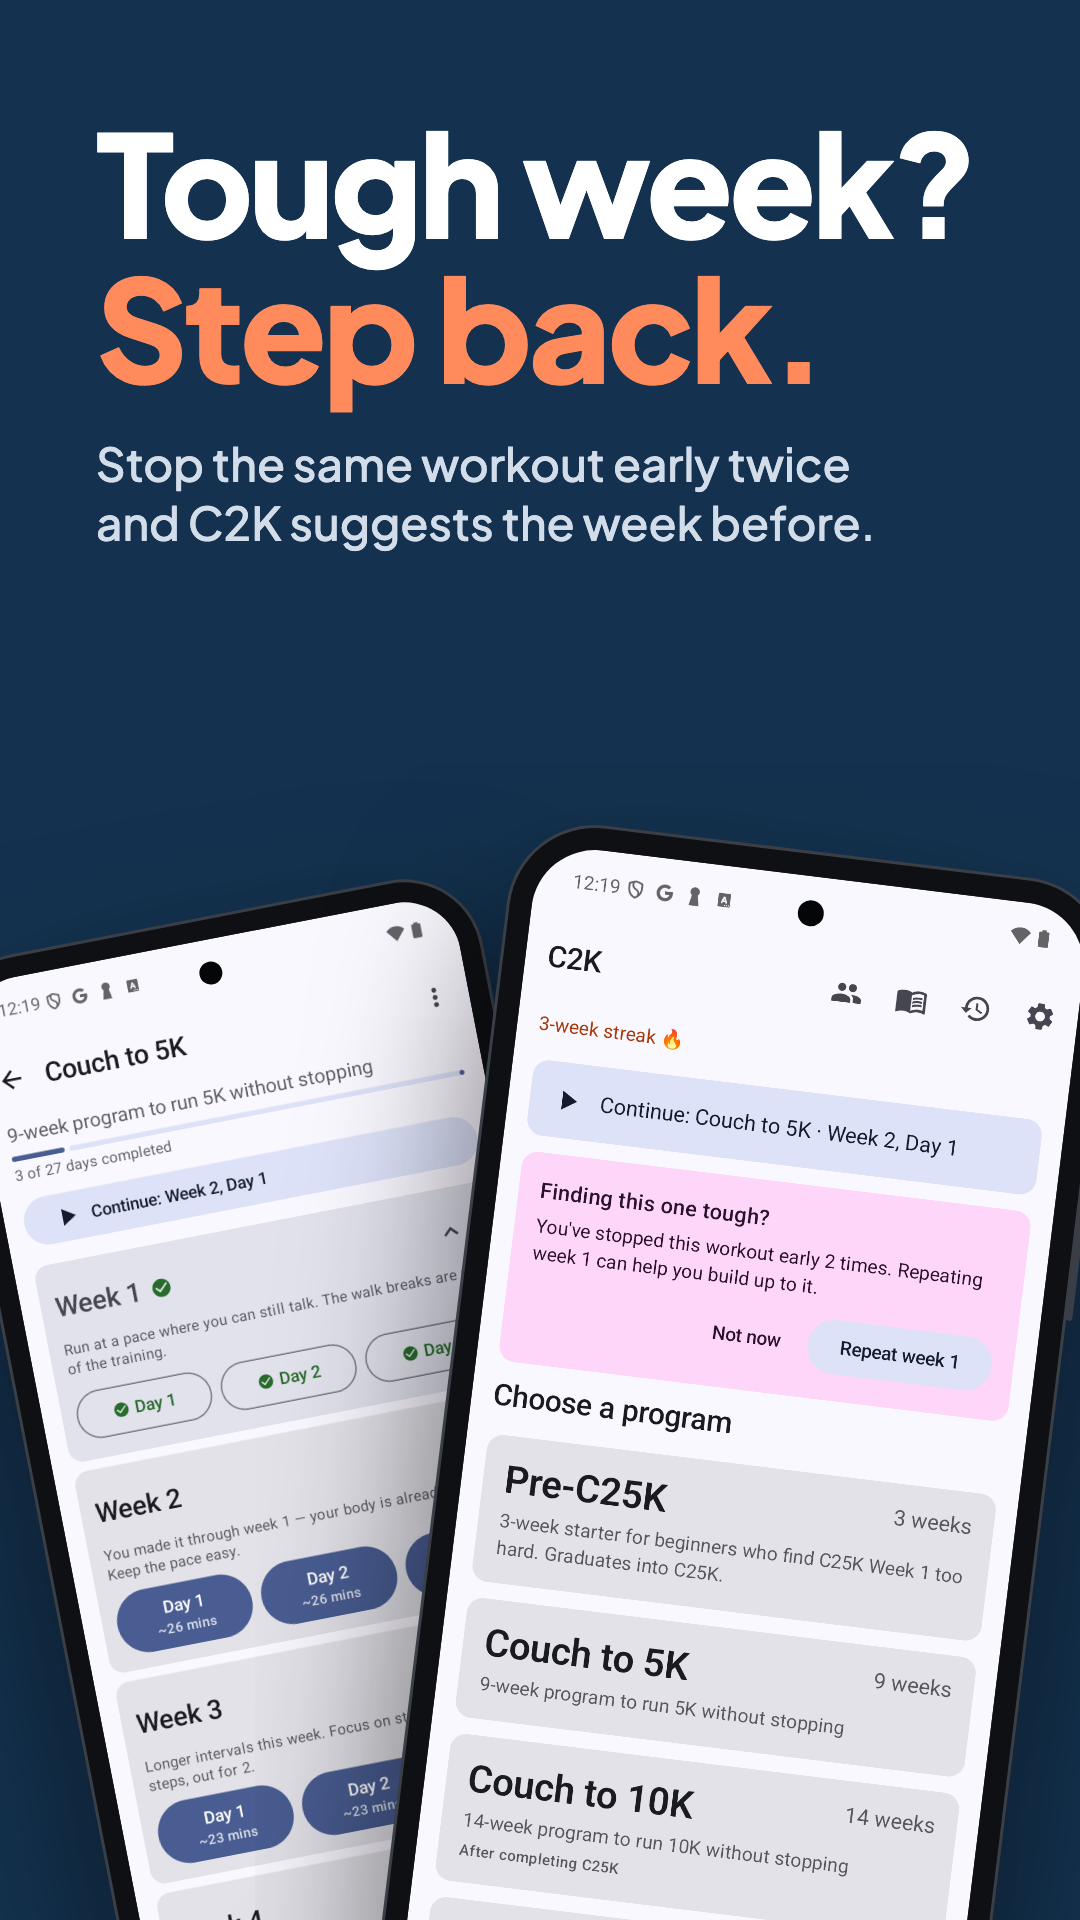 Tough week?
Step back.
Stop the same workout early twice
and C2K suggests the week before.
12:19
Couch to 5K
9-week program to run 5K without stopping
3 of 27 days completed
Continue: Week 2, Day 1
Week 1
Run at a pace where you can still talk. The walk breaks are
of the training.
Day 1
Day 2
Day
Week 2
You made it through week 1 — your body is
Keep the pace easy.
Day 1
~26 mins
Day 2
~26 mins
Week 3
Longer intervals this week. Focus on
steps, out for 2.
Day 1
~23 mins
Day 2
~23
12:19
C2K
3-week streak 🔥
Continue: Couch to 5K · Week 2, Day 1
Finding this one tough?
You've stopped this workout early 2 times. Repeating
week 1 can help you build up to it.
Not now
Repeat week 1
Choose a program
Pre-C25K
3 weeks
3-week starter for beginners who find C25K Week 1 too
hard. Graduates into C25K.
Couch to 5K
9 weeks
9-week program to run 5K without stopping
Couch to 10K
14 weeks
14-week program to run 10K without stopping
After completing C25K